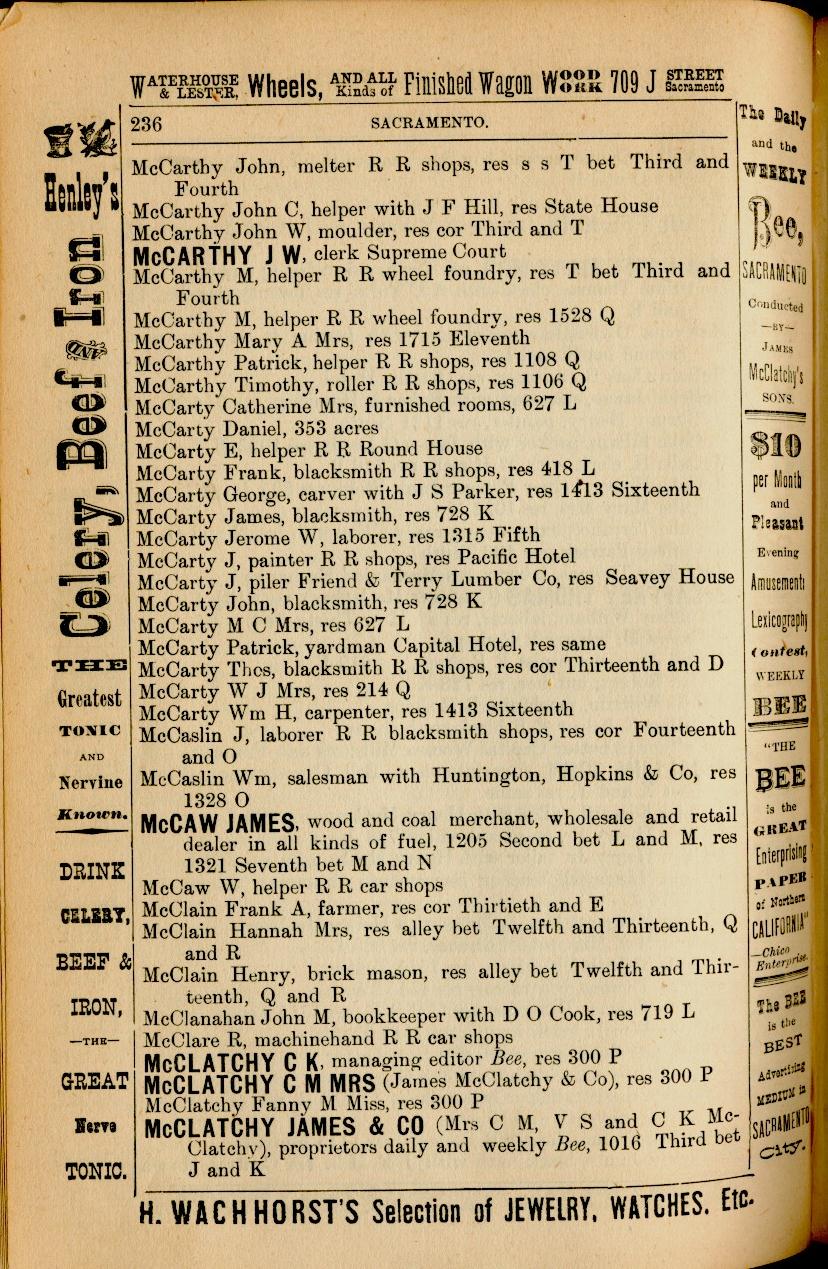 WATERHOUSE & LESTER, Wheels, AND ALL Kinds of Finished Wagon WOOD WORK 709 J STREET Sacramento
236 SACRAMENTO.
McCarthy John, melter R R shops, res s s T bet Third and
Fourth
McCarthy John C, helper with J F Hill, res State House
McCarthy John W, moulder, res cor Third and T
McCARTHY J W, clerk Supreme Court
McCarthy M, helper R R wheel foundry, res T bet Third and
Fourth
McCarthy M, helper R R wheel foundry, res 1528 Q
McCarthy Mary A Mrs, res 1715 Eleventh
McCarthy Patrick, helper R R shops, res 1108 Q
McCarthy Timothy, roller R R shops, res 1106 Q
McCarty Catherine Mrs, furnished rooms, 627 L
McCarty Daniel, 353 acres
McCarty E, helper R R Round House
McCarty Frank, blacksmith R R shops, res 418 L
McCarty George, carver with J S Parker, res 1413 Sixteenth
McCarty James, blacksmith, res 728 K
McCarty Jerome W, laborer, res 1315 Fifth
McCarty J, painter R R shops, res Pacific Hotel
McCarty J, piler Friend & Terry Lumber Co, res Seavey House
McCarty John, blacksmith, res 728 K
McCarty M C Mrs, res 627 L
McCarty Patrick, yardman Capital Hotel, res same
McCarty Thos, blacksmith R R shops, res cor Thirteenth and D
McCarty W J Mrs, res 214 Q
McCarty Wm H, carpenter, res 1413 Sixteenth
McCaslin J, laborer R R blacksmith shops, res cor Fourteenth
and O
McCaslin Wm, salesman with Huntington, Hopkins & Co, res
1328 O
McCAW JAMES, wood and coal merchant, wholesale and retail
dealer in all kinds of fuel, 1205 Second bet L and M, res
1321 Seventh bet M and N
McCaw W, helper R R car shops
McClain Frank A, farmer, res cor Thirtieth and E
McClain Hannah Mrs, res alley bet Twelfth and Thirteenth, Q
and R
McClain Henry, brick mason, res alley bet Twelfth and Thir-
teenth, Q and R
McClanahan John M, bookkeeper with D O Cook, res 719 L
McClare R, machinehand R R car shops
McCLATCHY C K, managing editor Bee, res 300 P
McCLATCHY C M MRS (James McClatchy & Co), res 300 P
McClatchy Fanny M Miss, res 300 P
McCLATCHY JAMES & CO (Mrs C M, V S and C K Mc-
Clatchy), proprietors daily and weekly Bee, 1016 Third bet
J and K
Henley's
Celery, Beef AND Iron
THE
Greatest
TONIC
AND
Nervine
Known.
DRINK
CELERY,
BEEF &
IRON,
—THE—
GREAT
Nerve
TONIC.
The Daily
and the
WEEKLY
Bee,
SACRAMENTO
Conducted
—BY—
JAMES
McClatchy's
SONS.
$10
per Month
and
Pleasant
Evening
Amusement;
Lexicography
Contest,
WEEKLY
BEE
"THE
BEE
is the
GREAT
Enterprising
PAPER
of Northern
CALIFORNIA"
—Chico
Enterprise.
The BEE
is the
BEST
Advertising
MEDIUM in
SACRAMENTO
City.
H. WACHHORST'S Selection of JEWELRY, WATCHES, Etc.